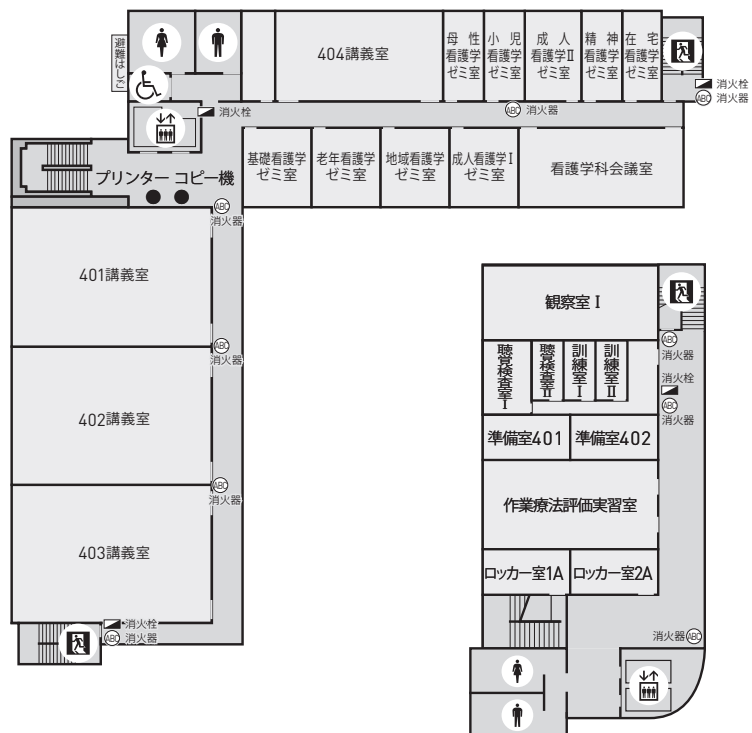 避難はしご
404講義室
母性
看護学
ゼミ室
小児
看護学
ゼミ室
成人
看護学Ⅱ
ゼミ室
精神
看護学
ゼミ室
在宅
看護学
ゼミ室
消火栓
ABC 消火器
消火栓
ABC 消火器
基礎看護学
ゼミ室
老年看護学
ゼミ室
地域看護学
ゼミ室
成人看護学Ⅰ
ゼミ室
看護学科会議室
プリンター コピー機
ABC
消火器
401講義室
ABC
消火器
402講義室
ABC
消火器
403講義室
消火栓
ABC 消火器
観察室Ⅰ
ABC
消火器
聴覚検査室Ⅰ
聴覚検査室Ⅱ
訓練室Ⅰ
訓練室Ⅱ
消火栓
ABC
消火器
準備室401
準備室402
作業療法評価実習室
ロッカー室1A
ロッカー室2A
消火器 ABC